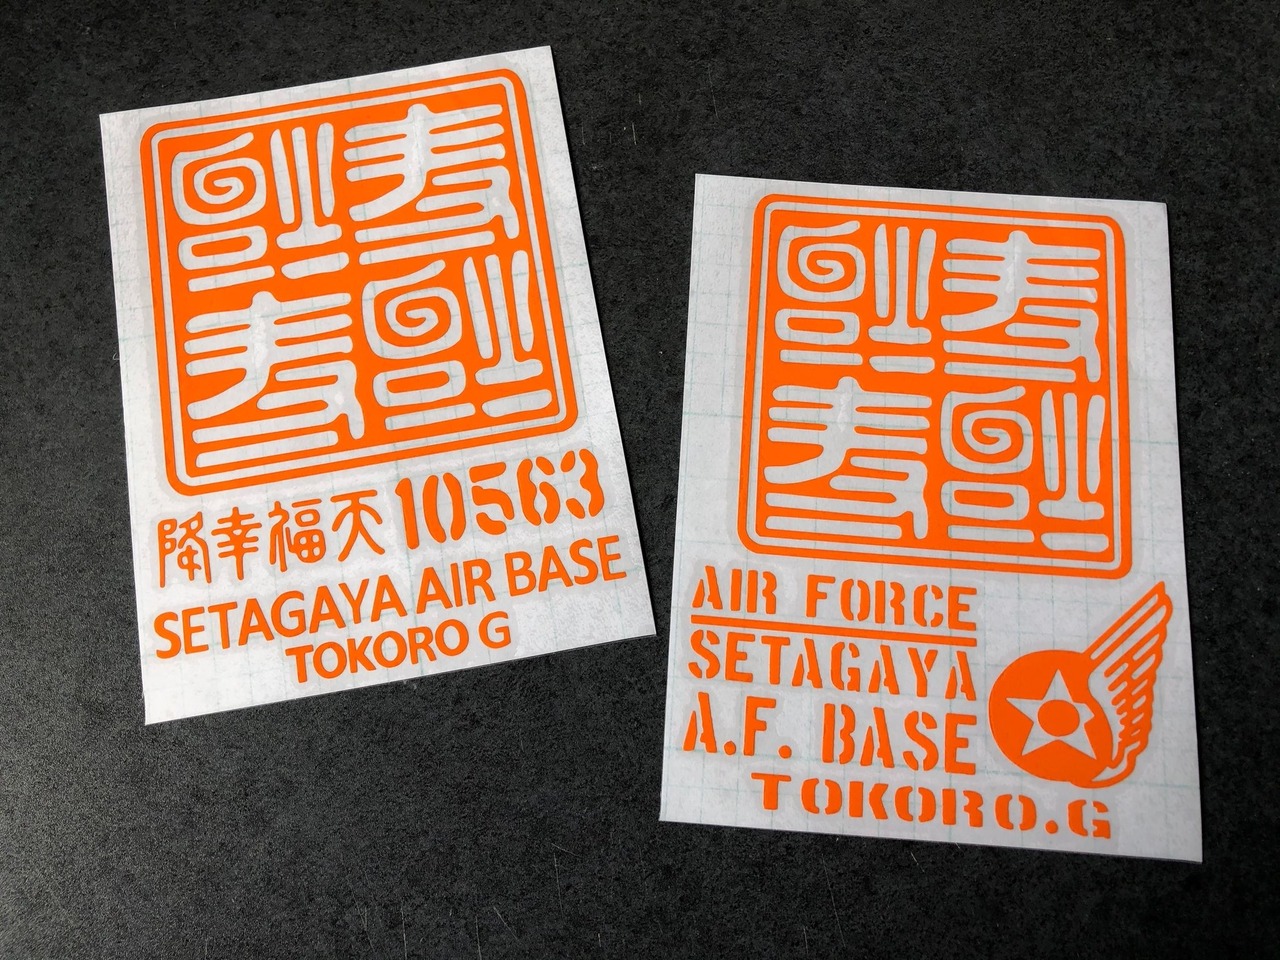 降幸福天 10563
SETAGAYA AIR BASE
TOKORO G
AIR FORCE
SETAGAYA
A.F. BASE
TOKORO.G